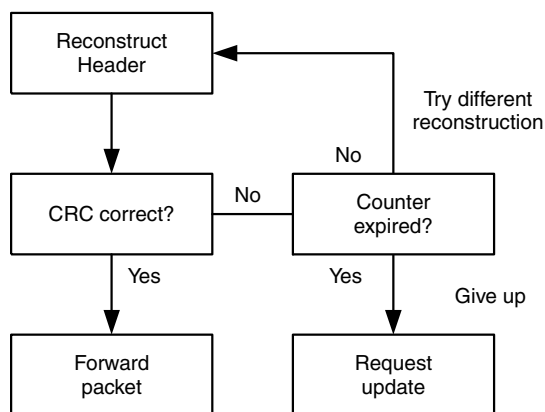 Reconstruct
Header
Try different
reconstruction
No
CRC correct?
No
Counter
expired?
Yes
Yes
Give up
Forward
packet
Request
update